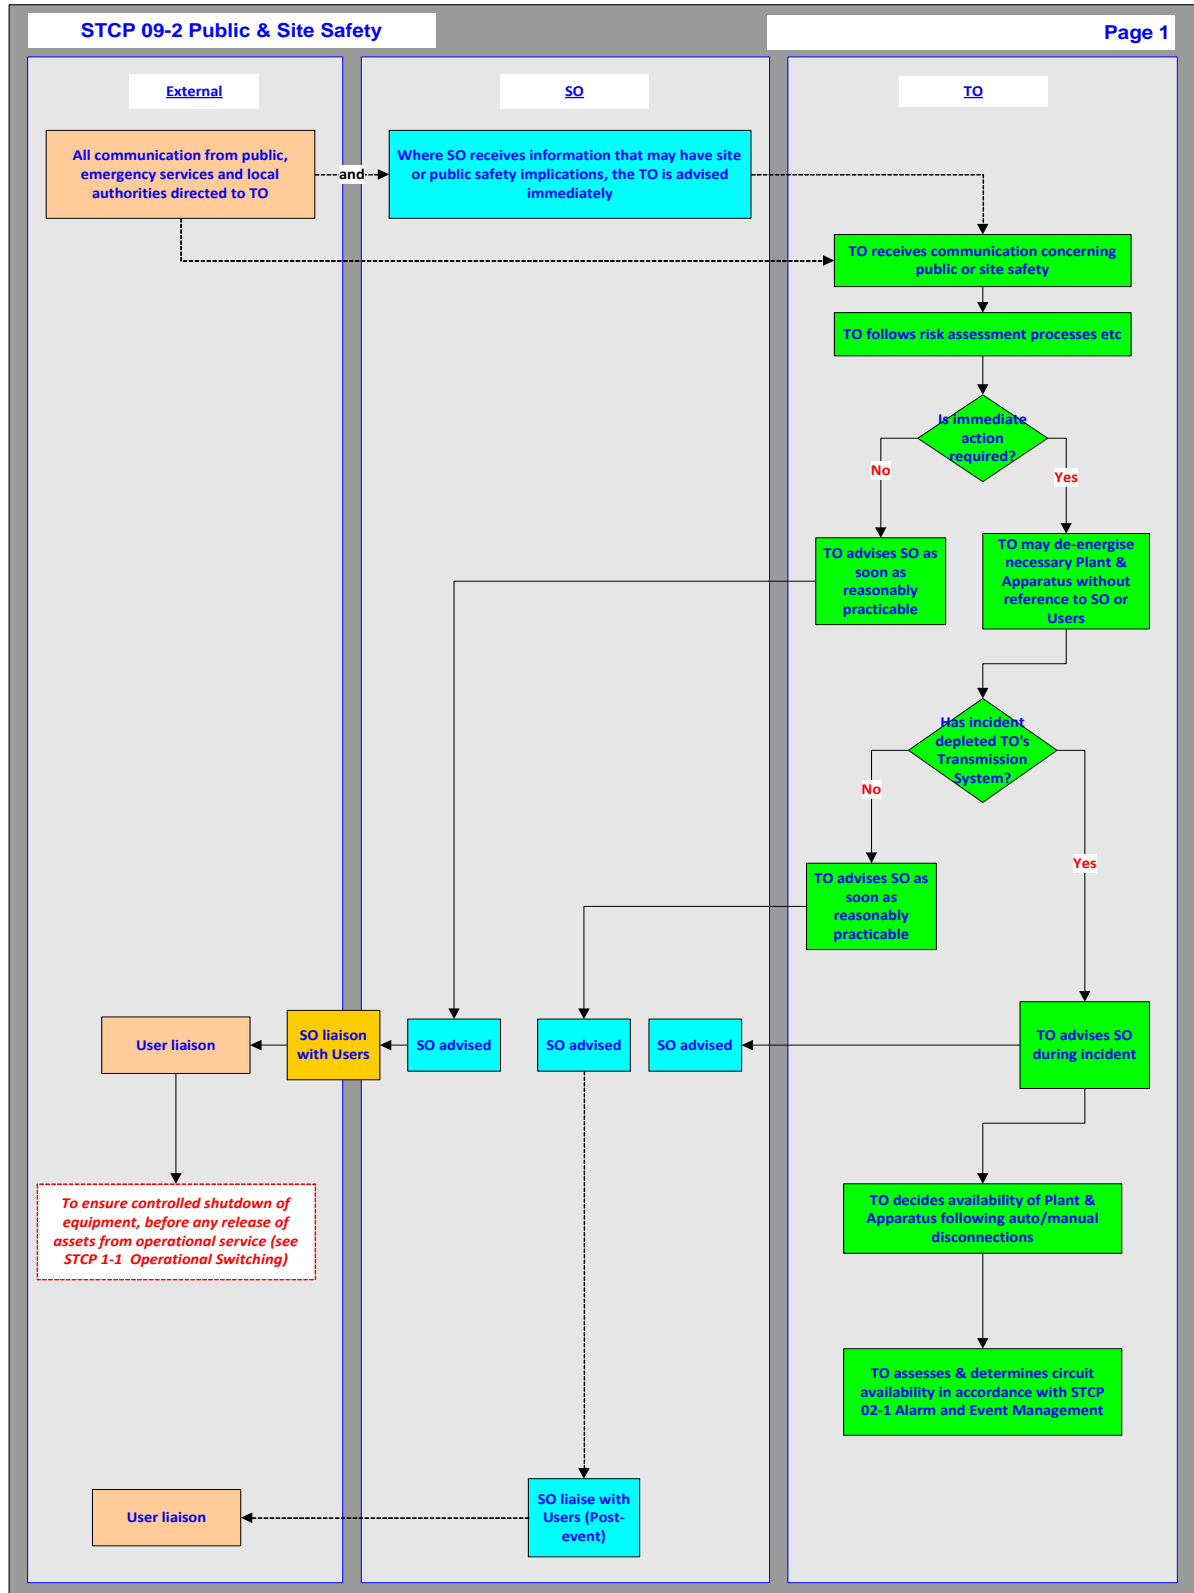 STCP 09-2 Public & Site Safety
Page 1
External
SO
TO
All communication from public,
emergency services and local
authorities directed to TO
and
Where SO receives information that may have site
or public safety implications, the TO is advised
immediately
TO receives communication concerning
public or site safety
TO follows risk assessment processes etc
Is immediate
action
required?
No
Yes
TO advises SO as
soon as
reasonably
practicable
TO may de-energise
necessary Plant &
Apparatus without
reference to SO or
Users
Has incident
depleted TO's
Transmission
System?
No
Yes
TO advises SO as
soon as
reasonably
practicable
User liaison
SO liaison
with Users
SO advised
SO advised
SO advised
TO advises SO
during incident
To ensure controlled shutdown of
equipment, before any release of
assets from operational service (see
STCP 1-1 Operational Switching)
TO decides availability of Plant &
Apparatus following auto/manual
disconnections
TO assesses & determines circuit
availability in accordance with STCP
02-1 Alarm and Event Management
User liaison
SO liaise with
Users (Post-
event)